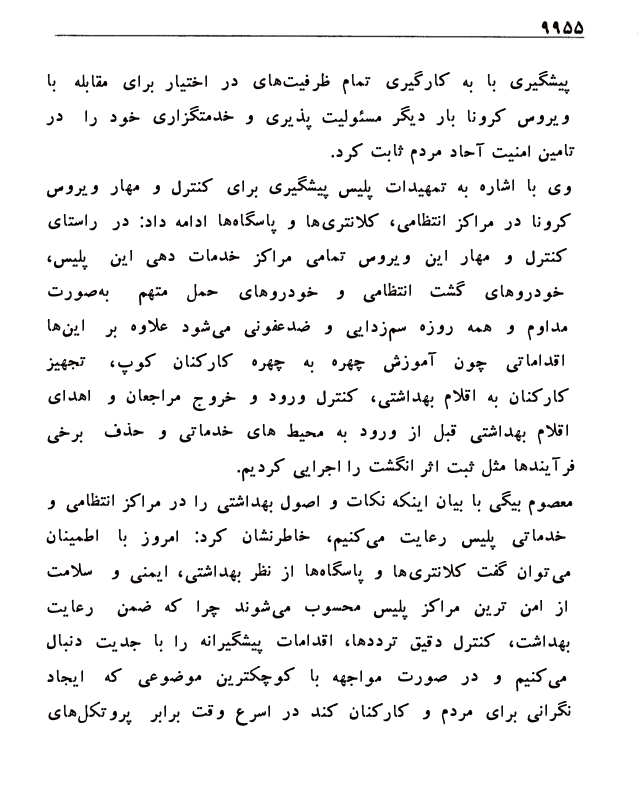 ۹۹۵۵
پیشگیری با به کارگیری تمام ظرفیت‌های در اختیار برای مقابله با
ویروس کرونا بار دیگر مسئولیت پذیری و خدمتگزاری خود را در
تامین امنیت آحاد مردم ثابت کرد.
وی با اشاره به تمهیدات پلیس پیشگیری برای کنترل و مهار ویروس
کرونا در مراکز انتظامی، کلانتری‌ها و پاسگاه‌ها ادامه داد: در راستای
کنترل و مهار این ویروس تمامی مراکز خدمات دهی این پلیس،
خودروهای گشت انتظامی و خودروهای حمل متهم به‌صورت
مداوم و همه روزه سم‌زدایی و ضدعفونی می‌شود علاوه بر این‌ها
اقداماتی چون آموزش چهره به چهره کارکنان کوپ، تجهیز
کارکنان به اقلام بهداشتی، کنترل ورود و خروج مراجعان و اهدای
اقلام بهداشتی قبل از ورود به محیط های خدماتی و حذف برخی
فرآیندها مثل ثبت اثر انگشت را اجرایی کردیم.
معصوم بیگی با بیان اینکه نکات و اصول بهداشتی را در مراکز انتظامی و
خدماتی پلیس رعایت می‌کنیم، خاطرنشان کرد: امروز با اطمینان
می‌توان گفت کلانتری‌ها و پاسگاه‌ها از نظر بهداشتی، ایمنی و سلامت
از امن ترین مراکز پلیس محسوب می‌شوند چرا که ضمن رعایت
بهداشت، کنترل دقیق ترددها، اقدامات پیشگیرانه را با جدیت دنبال
می‌کنیم و در صورت مواجهه با کوچکترین موضوعی که ایجاد
نگرانی برای مردم و کارکنان کند در اسرع وقت برابر پروتکل‌های